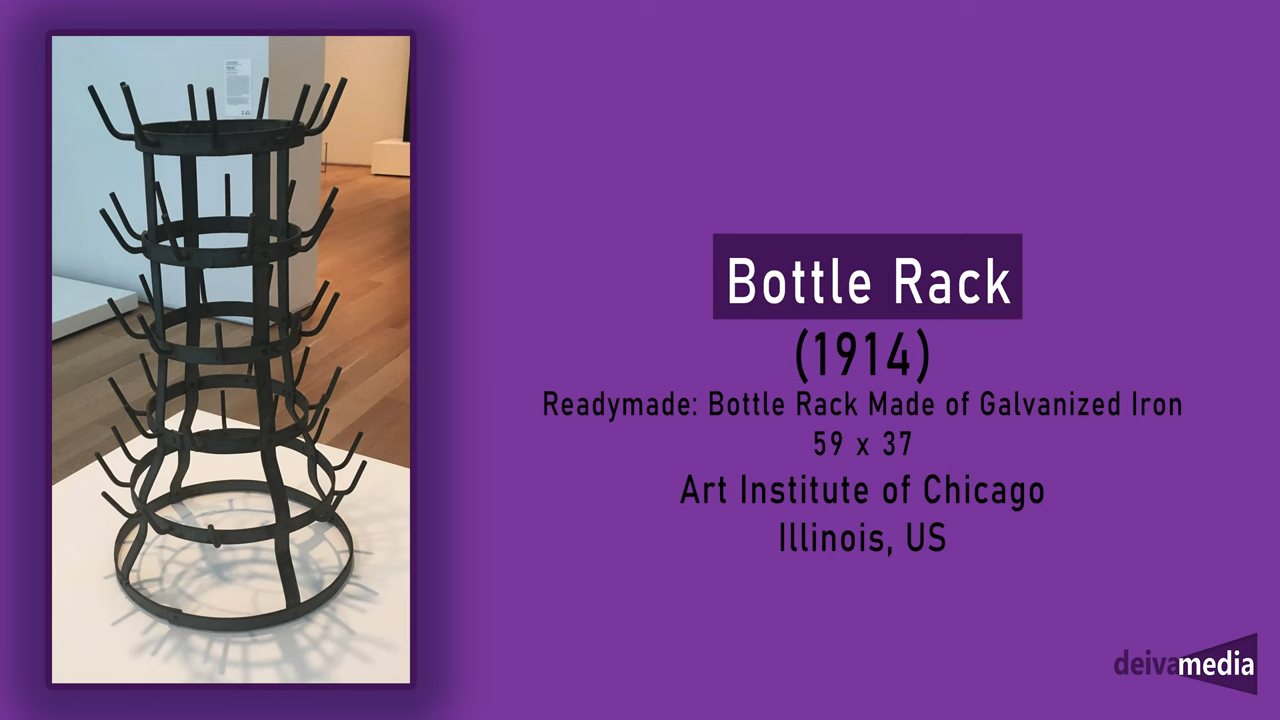 Bottle Rack
(1914)
Readymade: Bottle Rack Made of Galvanized Iron
59 x 37
Art Institute of Chicago
Illinois, US
deivamedia